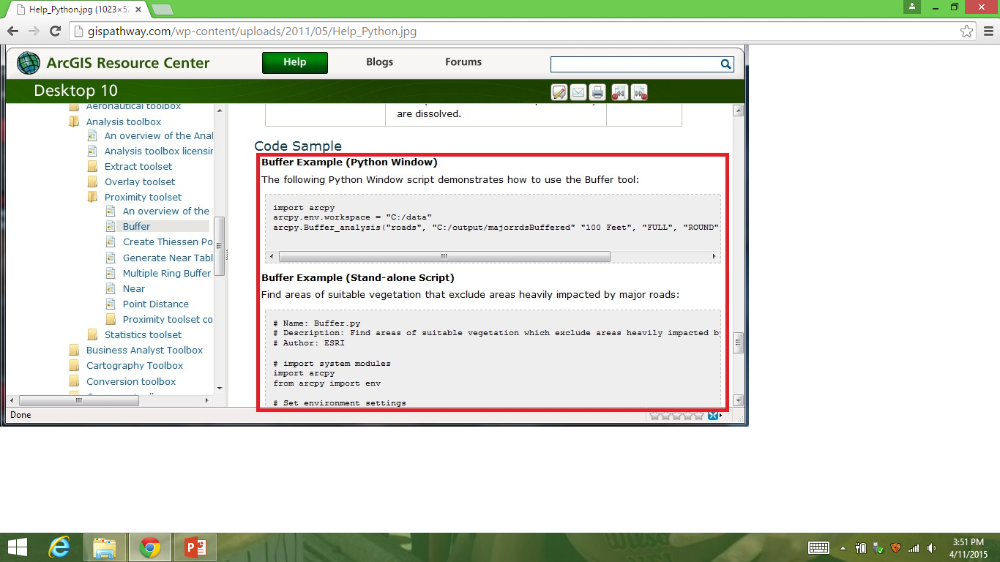 Help_Python.jpg (1023×52
gispathway.com/wp-content/uploads/2011/05/Help_Python.jpg
ArcGIS Resource Center
Help
Blogs
Forums
Desktop 10
Aeronautical toolbox
Analysis toolbox
An overview of the Anal
Analysis toolbox licensir
Extract toolset
Overlay toolset
Proximity toolset
An overview of the
Buffer
Create Thiessen Po
Generate Near Tabl
Multiple Ring Buffer
Near
Point Distance
Proximity toolset co
Statistics toolset
Business Analyst Toolbox
Cartography Toolbox
Conversion toolbox
are dissolved.
Code Sample
Buffer Example (Python Window)
The following Python Window script demonstrates how to use the Buffer tool:
import arcpy
arcpy.env.workspace = "C:/data"
arcpy.Buffer_analysis("roads", "C:/output/majorrdsBuffered" "100 Feet", "FULL", "ROUND"
Buffer Example (Stand-alone Script)
Find areas of suitable vegetation that exclude areas heavily impacted by major roads:
# Name: Buffer.py
# Description: Find areas of suitable vegetation which exclude areas heavily impacted by
# Author: ESRI
# import system modules
import arcpy
from arcpy import env
# Set environment settings
Done
3:51 PM
4/11/2015